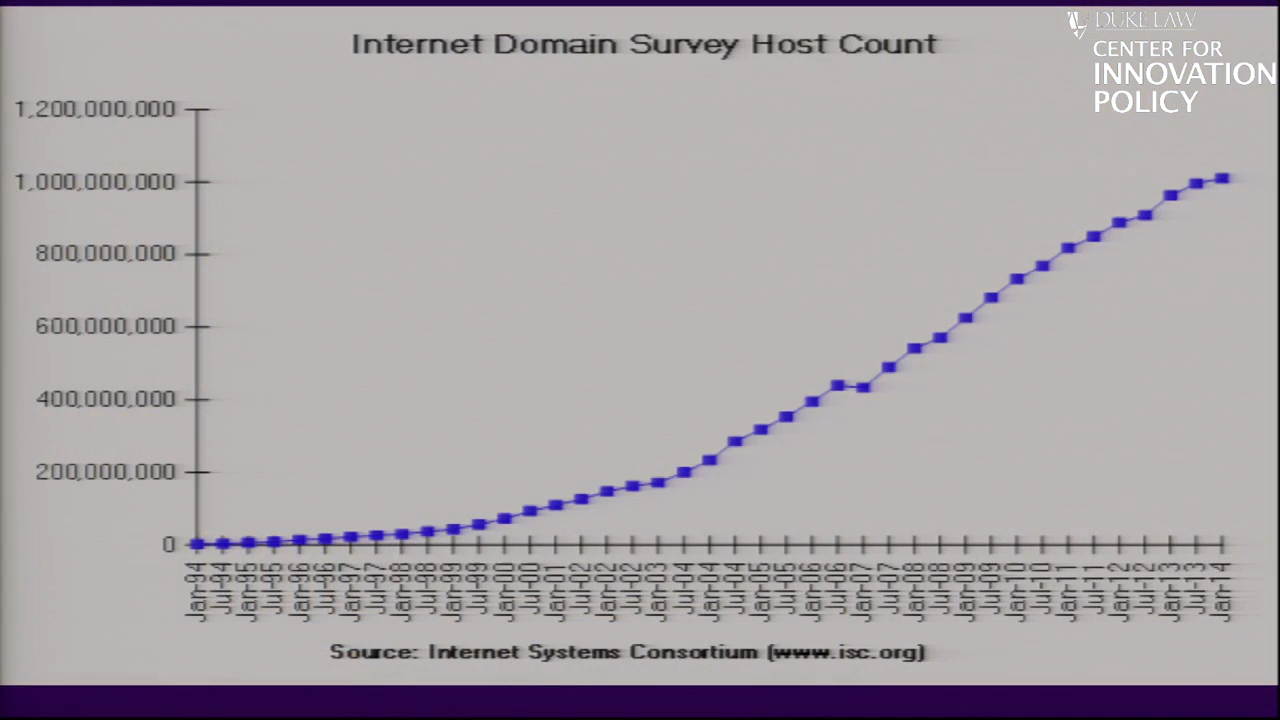 DUKE LAW
CENTER FOR
INNOVATION
POLICY
Internet Domain Survey Host Count
1,200,000,000
1,000,000,000
800,000,000
600,000,000
400,000,000
200,000,000
0
Jan-94
Jul-94
Jan-95
Jul-95
Jan-96
Jul-96
Jan-97
Jul-97
Jan-98
Jul-98
Jan-99
Jul-99
Jan-00
Jul-00
Jan-01
Jul-02
Jan-02
Jul-02
Jan-03
Jul-04
Jan-04
Jul-04
Jan-05
Jul-05
Jan-06
Jul-06
Jan-07
Jul-07
Jan-08
Jul-08
Jan-09
Jul-09
Jan-10
Jul-10
Jan-11
Jul-11
Jan-12
Jul-12
Jan-13
Jul-13
Jan-14
Source: Internet Systems Consortium (www.isc.org)